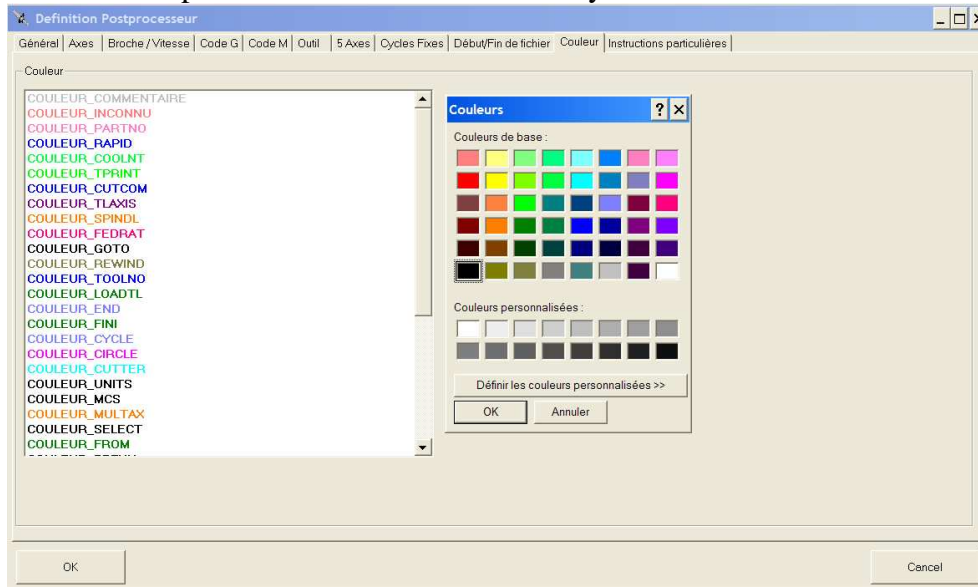 Definition Postprocesseur
Général Axes Broche / Vitesse Code G Code M Outil 5 Axes Cycles Fixes Début/Fin de fichier Couleur Instructions particulières
Couleur
COULEUR_COMMENTAIRE
COULEUR_INCONNU
COULEUR_PARTNO
COULEUR_RAPID
COULEUR_COOLNT
COULEUR_TPRINT
COULEUR_CUTCOM
COULEUR_TLAXIS
COULEUR_SPINDL
COULEUR_FEDRAT
COULEUR_GOTO
COULEUR_REWIND
COULEUR_TOOLNO
COULEUR_LOADTL
COULEUR_END
COULEUR_FINI
COULEUR_CYCLE
COULEUR_CIRCLE
COULEUR_CUTTER
COULEUR_UNITS
COULEUR_MCS
COULEUR_MULTAX
COULEUR_SELECT
COULEUR_FROM
Couleurs
Couleurs de base :
Couleurs personnalisées :
Définir les couleurs personnalisées >>
OK Annuler
OK Cancel